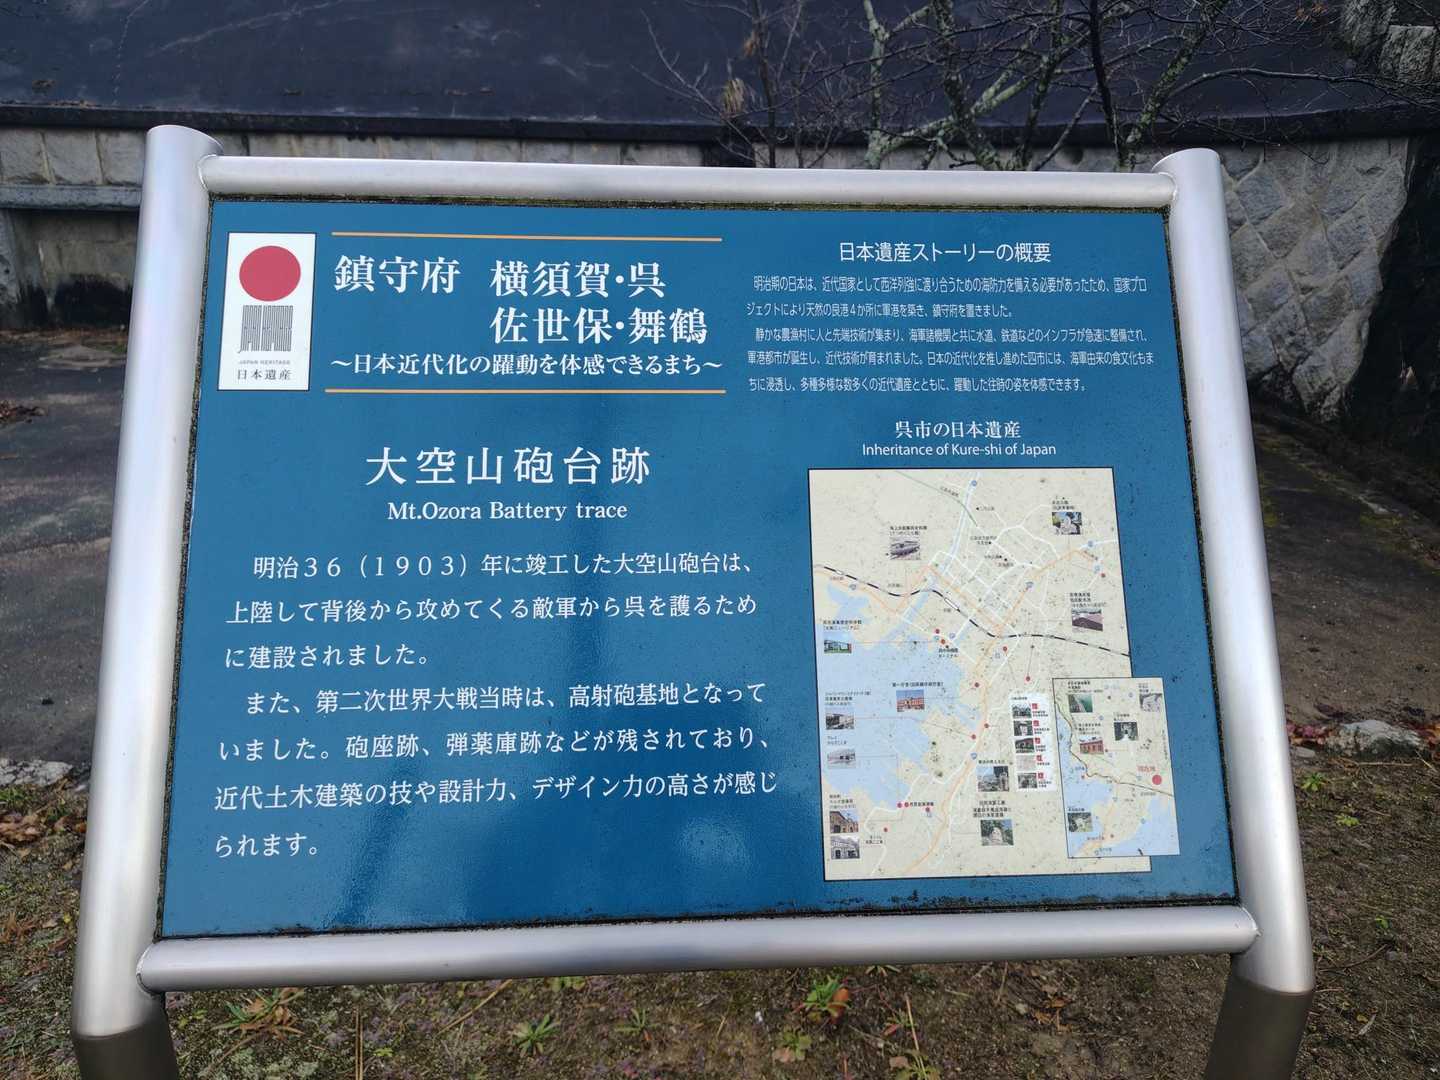 JAPAN HERITAGE
日本遺産
鎮守府 横須賀・呉
佐世保・舞鶴
～日本近代化の躍動を体感できるまち～
大空山砲台跡
Mt.Ozora Battery trace
明治３６（１９０３）年に竣工した大空山砲台は、
上陸して背後から攻めてくる敵軍から呉を護るため
に建設されました。
また、第二次世界大戦当時は、高射砲基地となって
いました。砲座跡、弾薬庫跡などが残されており、
近代土木建築の技や設計力、デザイン力の高さが感じ
られます。
日本遺産ストーリーの概要
明治期の日本は、近代国家として西洋列強に渡り合うための海防力を備える必要があったため、国家プロ
ジェクトにより天然の良港４か所に軍港を築き、鎮守府を置きました。
静かな農漁村に人と先端技術が集まり、海軍諸機関と共に水道、鉄道などのインフラが急速に整備され、
軍港都市が誕生し、近代技術が育まれました。日本の近代化を推し進めた四市には、海軍由来の食文化もま
ちに浸透し、多種多様な数多くの近代遺産とともに、躍動した往時の姿を体感できます。
呉市の日本遺産
Inheritance of Kure-shi of Japan
現在地